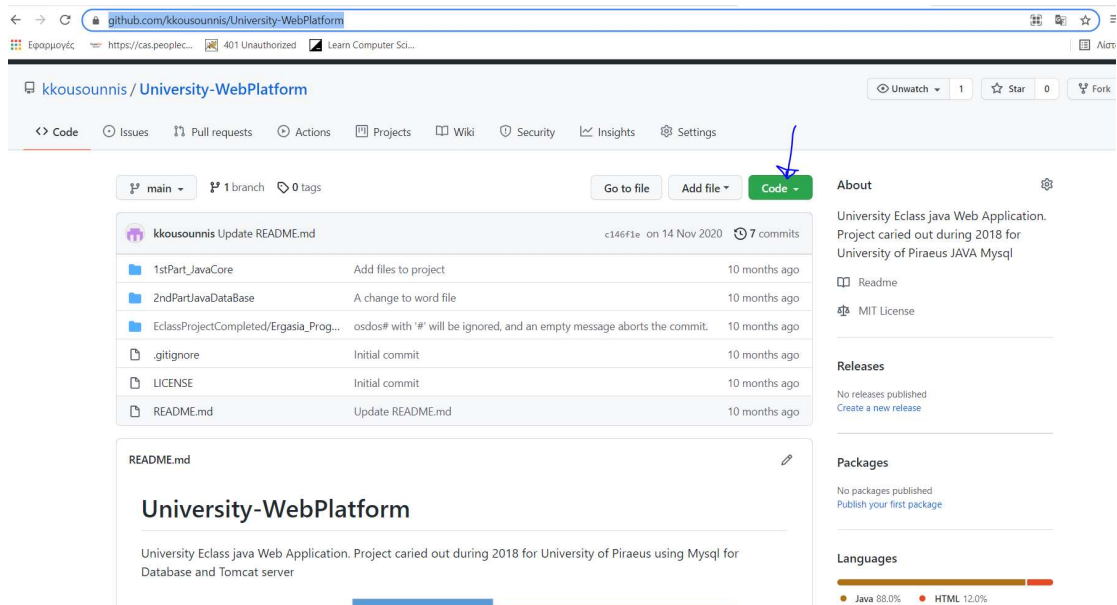 github.com/kkousounnis/University-WebPlatform
Εφαρμογές https://cas.peoplec... 401 Unauthorized Learn Computer Sci... Λίστ
kkousounnis / University-WebPlatform
Unwatch 1 Star 0 Fork
Code Issues Pull requests Actions Projects Wiki Security Insights Settings
main 1 branch 0 tags Go to file Add file Code
kkousounnis Update README.md c146f1e on 14 Nov 2020 7 commits
1stPart_JavaCore Add files to project 10 months ago
2ndPartJavaDataBase A change to word file 10 months ago
EclassProjectCompleted/Ergasia_Prog... osdos# with '#' will be ignored, and an empty message aborts the commit. 10 months ago
.gitignore Initial commit 10 months ago
LICENSE Initial commit 10 months ago
README.md Update README.md 10 months ago
README.md
University-WebPlatform
University Eclass java Web Application. Project caried out during 2018 for University of Piraeus using Mysql for
Database and Tomcat server
About
University Eclass java Web Application.
Project caried out during 2018 for
University of Piraeus JAVA Mysql
Readme
MIT License
Releases
No releases published
Create a new release
Packages
No packages published
Publish your first package
Languages
Java 88.0% HTML 12.0%